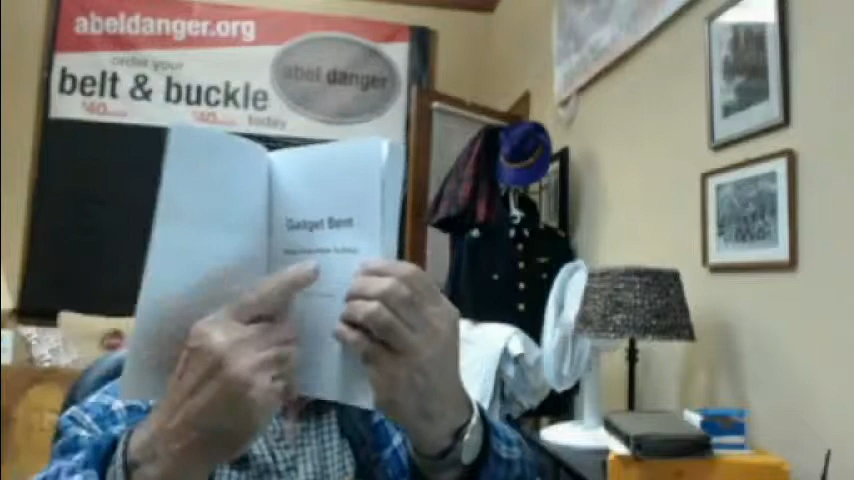 abeldanger.org
order your
belt & buckle
abel danger
$40 $40 today
Gadget Bent